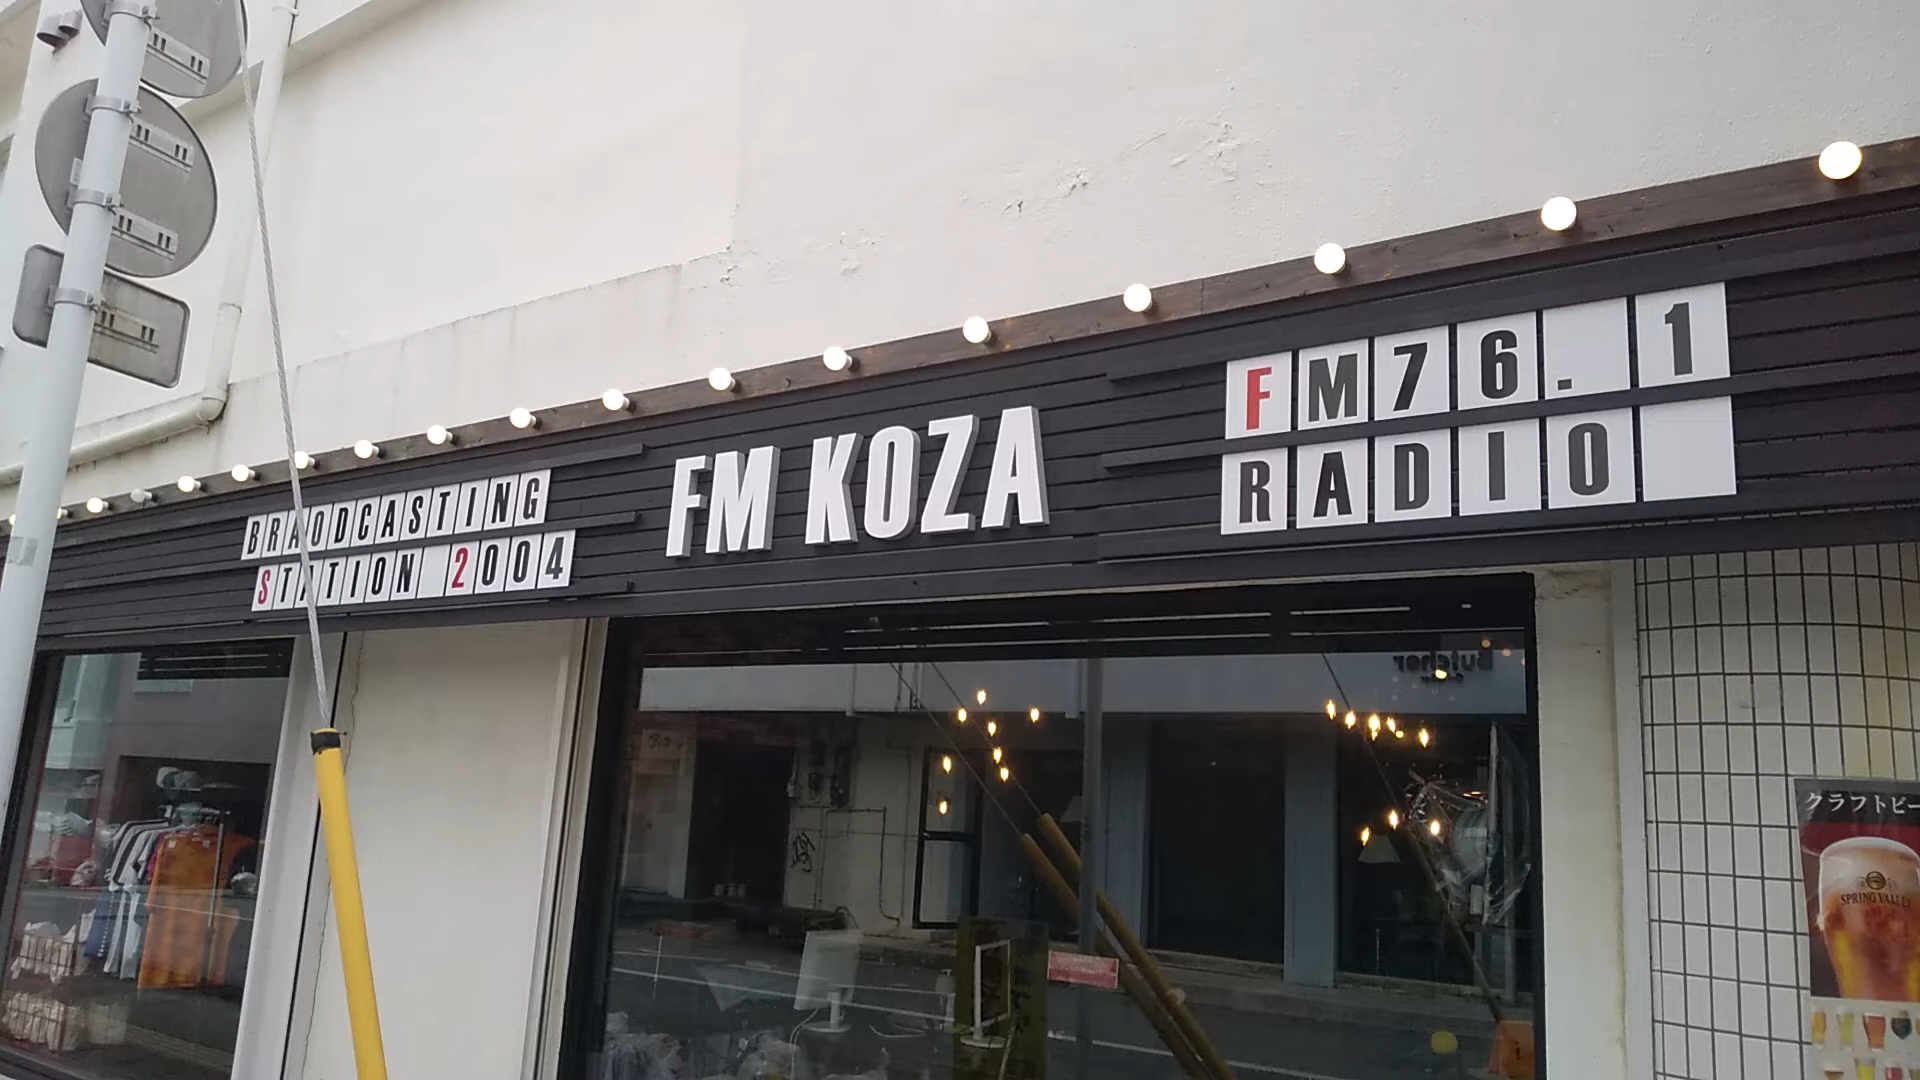 BRAODCASTING
STATION 2004
FM KOZA
FM76.1
RADIO
クラフトビー
SPRING VALLEY